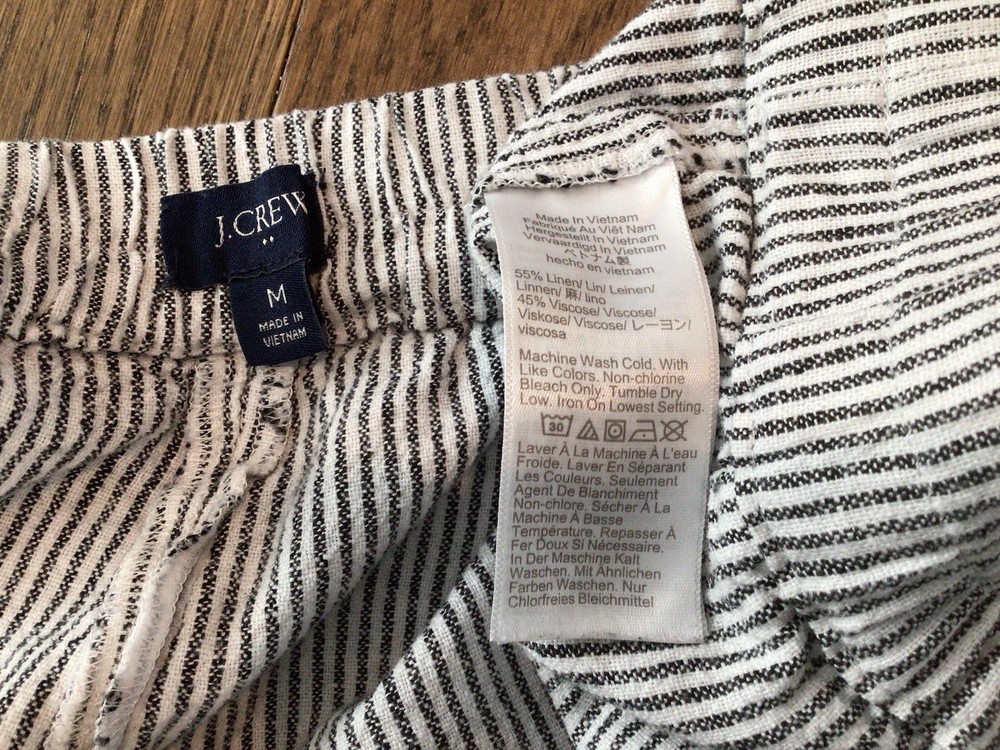 J.CREW
M
MADE IN
VIETNAM
Made In Vietnam
Fabriqué Au Viêt Nam
Hergestellt In Vietnam
Vervaardigd In Vietnam
ベトナム製
hecho en vietnam
55% Linen/ Lin/ Leinen/
Linnen/ 麻/ lino
45% Viscose/ Viscose/
Viskose/ Viscose/ レーヨン/
viscosa
Machine Wash Cold. With
Like Colors. Non-chlorine
Bleach Only. Tumble Dry
Low. Iron On Lowest Setting.
30
Laver À La Machine À L'eau
Froide. Laver En Séparant
Les Couleurs. Seulement
Agent De Blanchiment
Non-chlore. Sécher À La
Machine À Basse
Température. Repasser À
Fer Doux Si Nécessaire.
In Der Maschine Kalt
Waschen. Mit Ähnlichen
Farben Waschen. Nur
Chlorfreies Bleichmittel